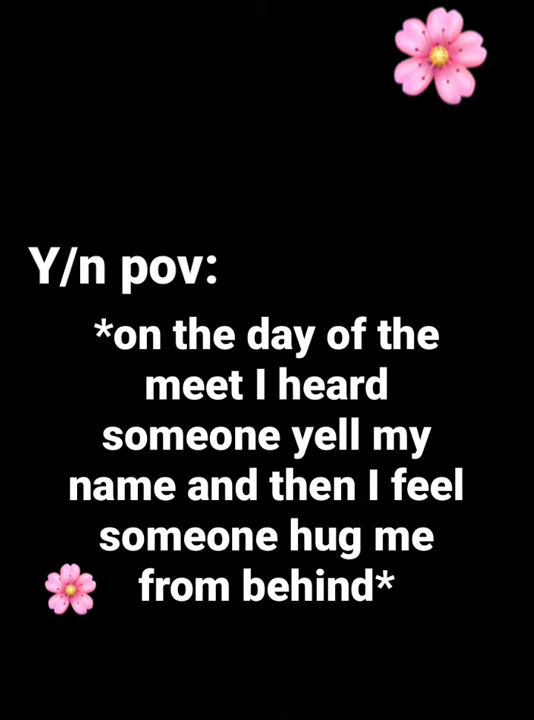 Y/n pov:
*on the day of the
meet I heard
someone yell my
name and then I feel
someone hug me
from behind*